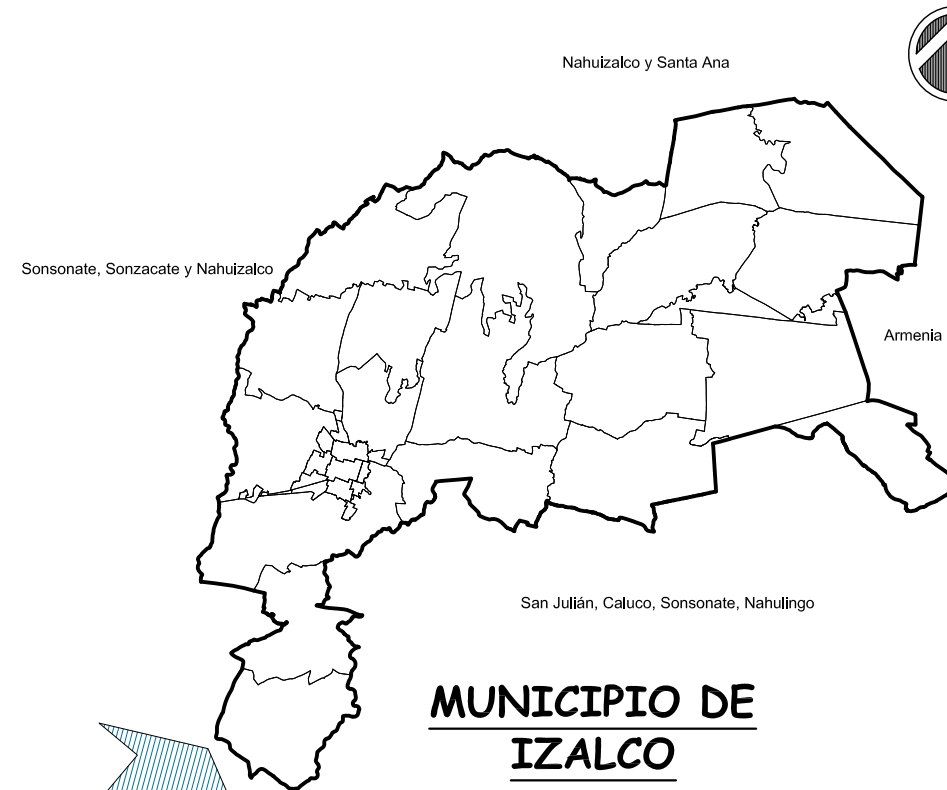 Nahuizalco y Santa Ana
Sonsonate, Sonzacate y Nahuizalco
Armenia
San Julián, Caluco, Sonsonate, Nahulingo
MUNICIPIO DE
IZALCO